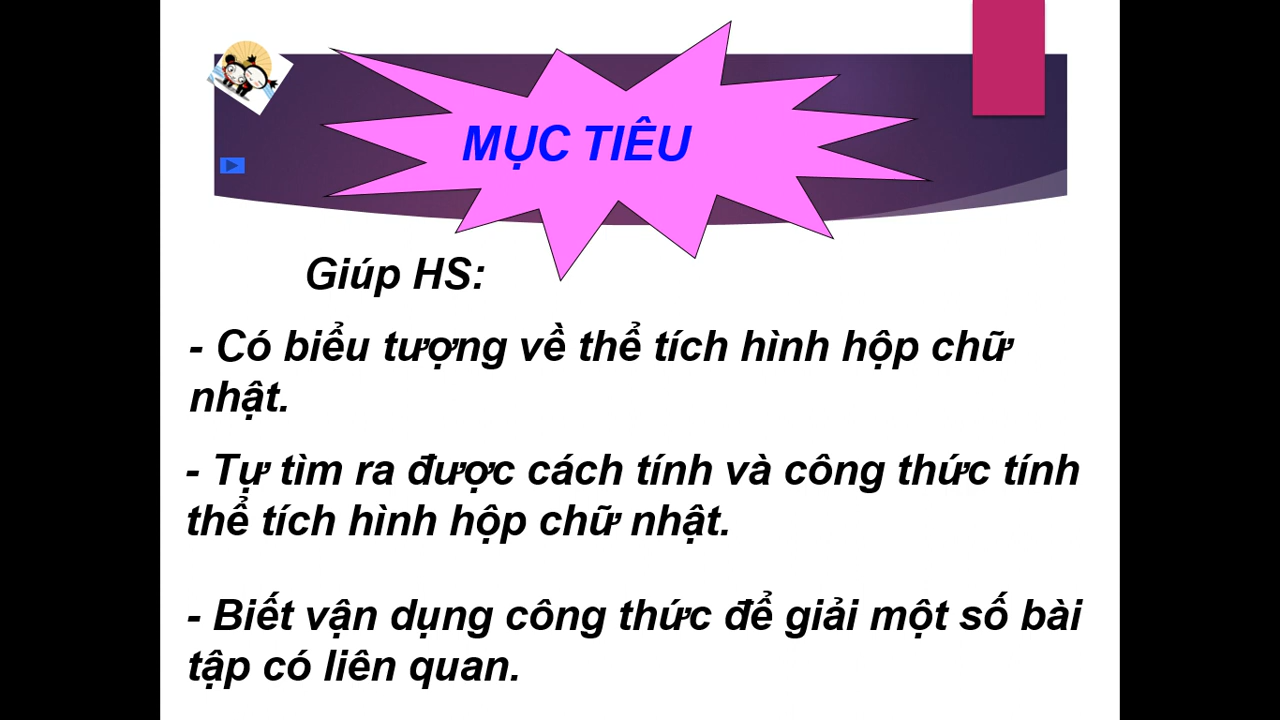 MỤC TIÊU
Giúp HS:
- Có biểu tượng về thể tích hình hộp chữ
nhật.
- Tự tìm ra được cách tính và công thức tính
thể tích hình hộp chữ nhật.
- Biết vận dụng công thức để giải một số bài
tập có liên quan.